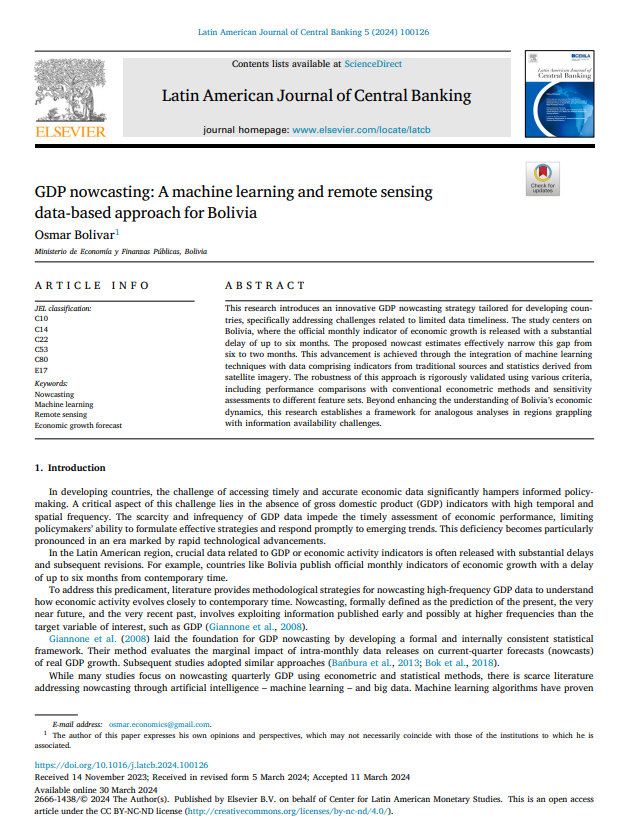 Latin American Journal of Central Banking 5 (2024) 100126
Contents lists available at ScienceDirect
Latin American Journal of Central Banking
journal homepage: www.elsevier.com/locate/latcb
ELSEVIER
Latin American Journal of
Central Banking
Check for
updates
GDP nowcasting: A machine learning and remote sensing
data-based approach for Bolivia
Osmar Bolivar1
Ministerio de Economía y Finanzas Públicas, Bolivia
ARTICLE INFO
JEL classification:
C10
C14
C22
C53
C80
E17
Keywords:
Nowcasting
Machine learning
Remote sensing
Economic growth forecast
ABSTRACT
This research introduces an innovative GDP nowcasting strategy tailored for developing coun-
tries, specifically addressing challenges related to limited data timeliness. The study centers on
Bolivia, where the official monthly indicator of economic growth is released with a substantial
delay of up to six months. The proposed nowcast estimates effectively narrow this gap from
six to two months. This advancement is achieved through the integration of machine learning
techniques with data comprising indicators from traditional sources and statistics derived from
satellite imagery. The robustness of this approach is rigorously validated using various criteria,
including performance comparisons with conventional econometric methods and sensitivity
assessments to different feature sets. Beyond enhancing the understanding of Bolivia's economic
dynamics, this research establishes a framework for analogous analyses in regions grappling
with information availability challenges.
1. Introduction
In developing countries, the challenge of accessing timely and accurate economic data significantly hampers informed policy-
making. A critical aspect of this challenge lies in the absence of gross domestic product (GDP) indicators with high temporal and
spatial frequency. The scarcity and infrequency of GDP data impede the timely assessment of economic performance, limiting
policymakers' ability to formulate effective strategies and respond promptly to emerging trends. This deficiency becomes particularly
pronounced in an era marked by rapid technological advancements.
In the Latin American region, crucial data related to GDP or economic activity indicators is often released with substantial delays
and subsequent revisions. For example, countries like Bolivia publish official monthly indicators of economic growth with a delay
of up to six months from contemporary time.
To address this predicament, literature provides methodological strategies for nowcasting high-frequency GDP data to understand
how economic activity evolves closely to contemporary time. Nowcasting, formally defined as the prediction of the present, the very
near future, and the very recent past, involves exploiting information published early and possibly at higher frequencies than the
target variable of interest, such as GDP (Giannone et al., 2008).
Giannone et al. (2008) laid the foundation for GDP nowcasting by developing a formal and internally consistent statistical
framework. Their method evaluates the marginal impact of intra-monthly data releases on current-quarter forecasts (nowcasts)
of real GDP growth. Subsequent studies adopted similar approaches (Bańbura et al., 2013; Bok et al., 2018).
While many studies focus on nowcasting quarterly GDP using econometric and statistical methods, there is scarce literature
addressing nowcasting through artificial intelligence – machine learning – and big data. Machine learning algorithms have proven
E-mail address: osmar.economics@gmail.com.
1 The author of this paper expresses his own opinions and perspectives, which may not necessarily coincide with those of the institutions to which he is
associated.
https://doi.org/10.1016/j.latcb.2024.100126
Received 14 November 2023; Received in revised form 5 March 2024; Accepted 11 March 2024
Available online 30 March 2024
2666-1438/© 2024 The Author(s). Published by Elsevier B.V. on behalf of Center for Latin American Monetary Studies. This is an open access
article under the CC BY-NC-ND license (http://creativecommons.org/licenses/by-nc-nd/4.0/).